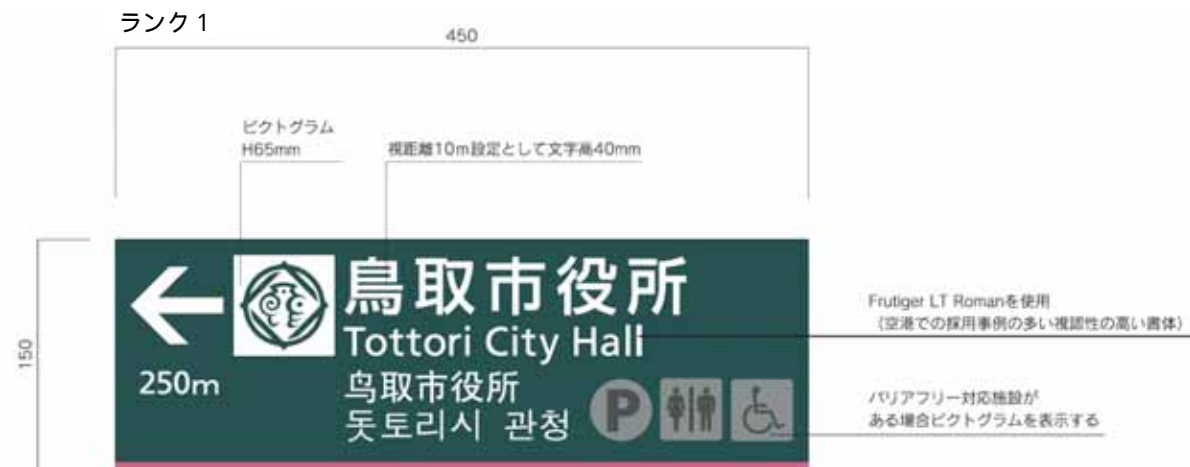 ランク1
450
ピクトグラム
H65mm
視距離10m設定として文字高40mm
150
鳥取市役所
Tottori City Hall
250m
鸟取市役所
돗토리시 관청
P
Frutiger LT Romanを使用
(空港での採用事例の多い視認性の高い書体)
バリアフリー対応施設が
ある場合ピクトグラムを表示する